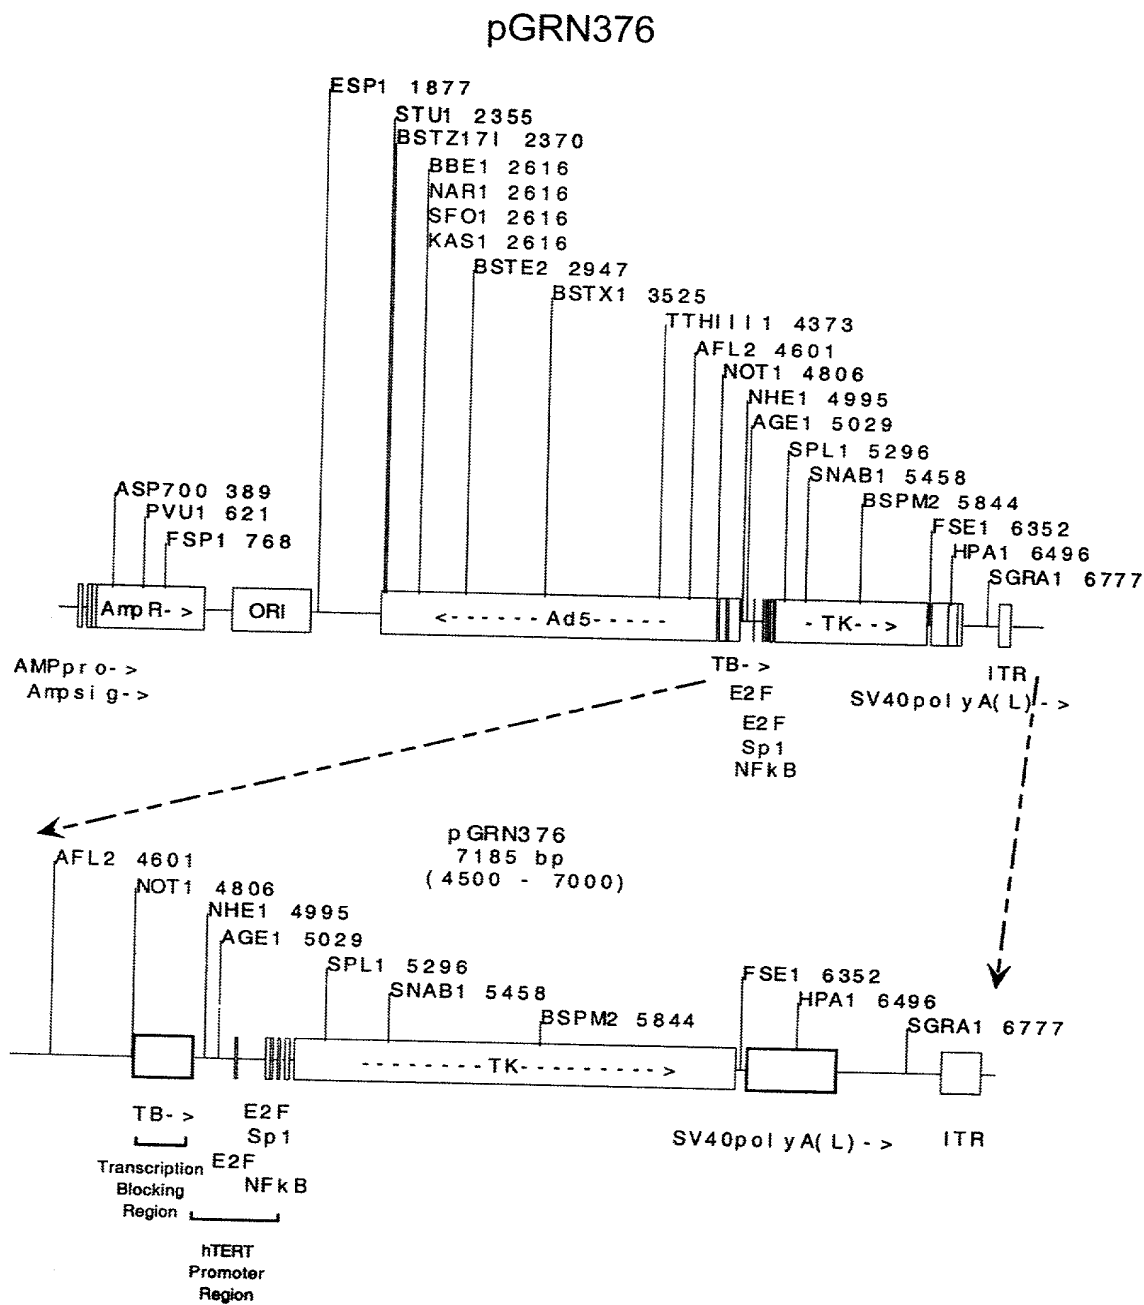 pGRN376
ESP1 1877
STU1 2355
BSTZ17I 2370
BBE1 2616
NAR1 2616
SFO1 2616
KAS1 2616
BSTE2 2947
BSTX1 3525
TTHIII1 4373
AFL2 4601
NOT1 4806
NHE1 4995
AGE1 5029
SPL1 5296
SNAB1 5458
BSPM2 5844
FSE1 6352
HPA1 6496
SGRA1 6777
ASP700 389
PVU1 621
FSP1 768
AmpR-> ORI <------Ad5----- -TK-->
AMPpro->
Ampsig->
TB->
E2F
E2F
Sp1
NFkB
ITR
SV40polyA(L)->
pGRN376
7185 bp
(4500 - 7000)
AFL2 4601
NOT1 4806
NHE1 4995
AGE1 5029
SPL1 5296
SNAB1 5458
BSPM2 5844
FSE1 6352
HPA1 6496
SGRA1 6777
--------TK--------->
TB->
E2F
Sp1
E2F
NFkB
SV40polyA(L)->
ITR
Transcription
Blocking
Region
hTERT
Promoter
Region